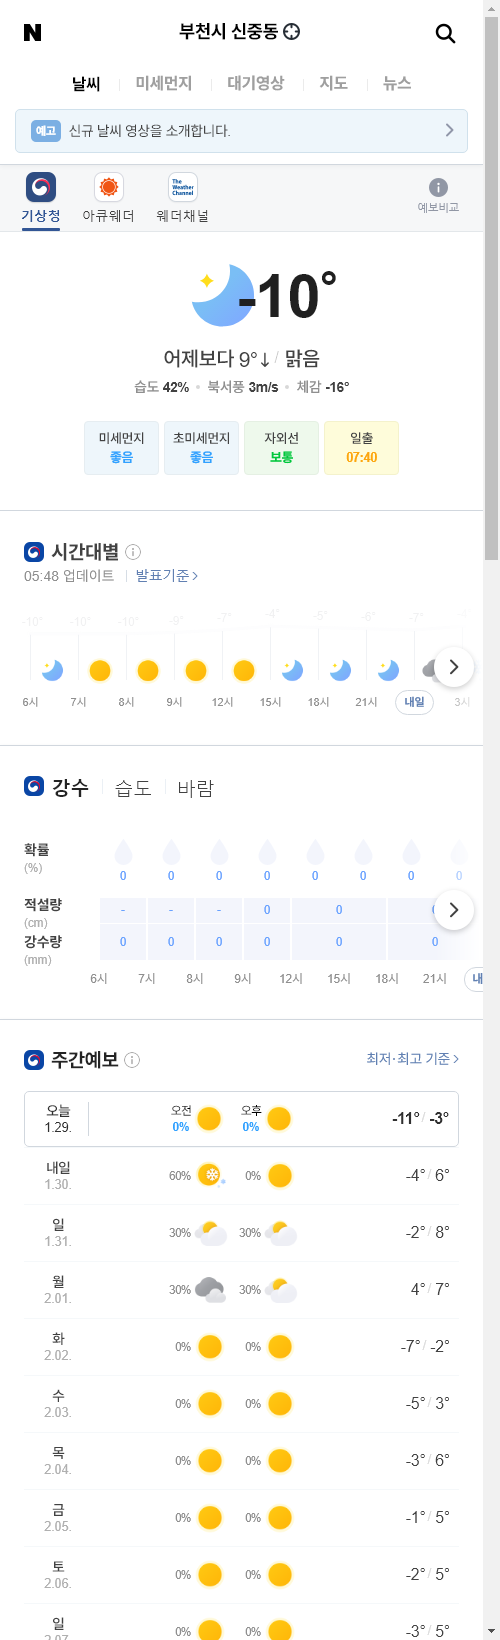 N
부천시 신중동
날씨 미세먼지 대기영상 지도 뉴스
예고 신규 날씨 영상을 소개합니다.
The Weather Channel
기상청 아큐웨더 웨더채널 예보비교
-10°
어제보다 9°↓ / 맑음
습도 42% • 북서풍 3m/s • 체감 -16°
미세먼지 초미세먼지 자외선 일출
좋음 좋음 보통 07:40
시간대별
05:48 업데이트 발표기준 >
-10° -10° -10° -9° -7° -4° -5° -6° -7°
6시 7시 8시 9시 12시 15시 18시 21시 내일 3시
강수 습도 바람
확률
(%)
0 0 0 0 0 0 0 0
적설량
(cm)
- - - 0 0
강수량
(mm)
0 0 0 0 0 0
6시 7시 8시 9시 12시 15시 18시 21시
주간예보 최저·최고 기준 >
오늘 1.29. 오전 0% 오후 0% -11° / -3°
내일 1.30. 60% 0% -4° / 6°
일 1.31. 30% 30% -2° / 8°
월 2.01. 30% 30% 4° / 7°
화 2.02. 0% 0% -7° / -2°
수 2.03. 0% 0% -5° / 3°
목 2.04. 0% 0% -3° / 6°
금 2.05. 0% 0% -1° / 5°
토 2.06. 0% 0% -2° / 5°
일 0% 0% -3° / 5°